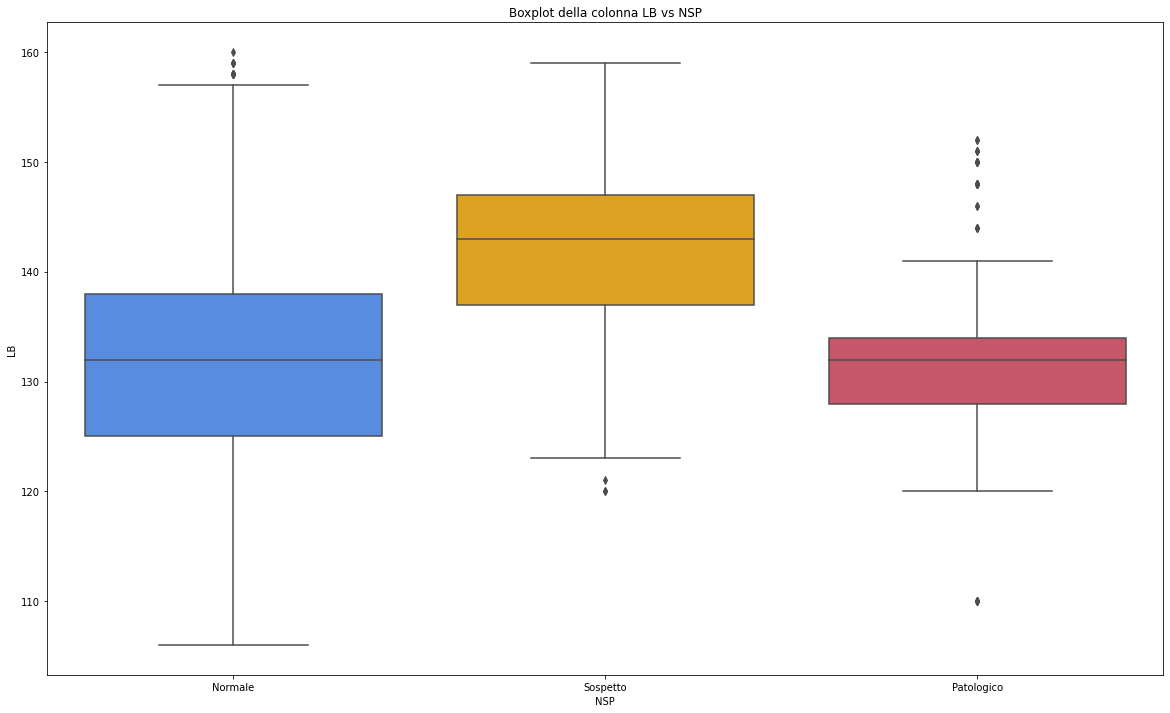 Boxplot della colonna LB vs NSP
160
150
140
130
120
110
LB
Normale
Sospetto
Patologico
NSP